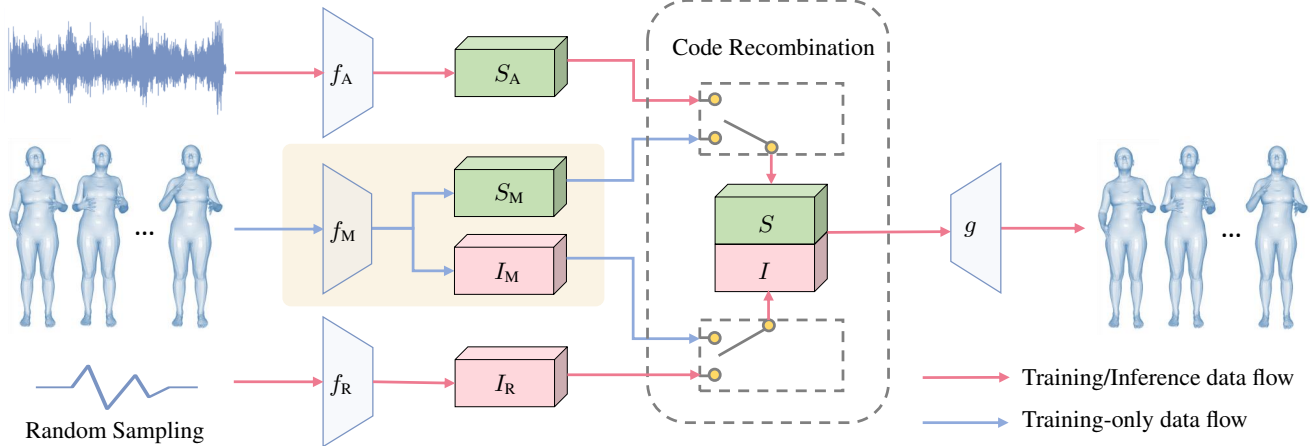 f_A
S_A
Code Recombination
S_M
f_M
...
I_M
S
I
g
...
f_R
I_R
Random Sampling
Training/Inference data flow
Training-only data flow